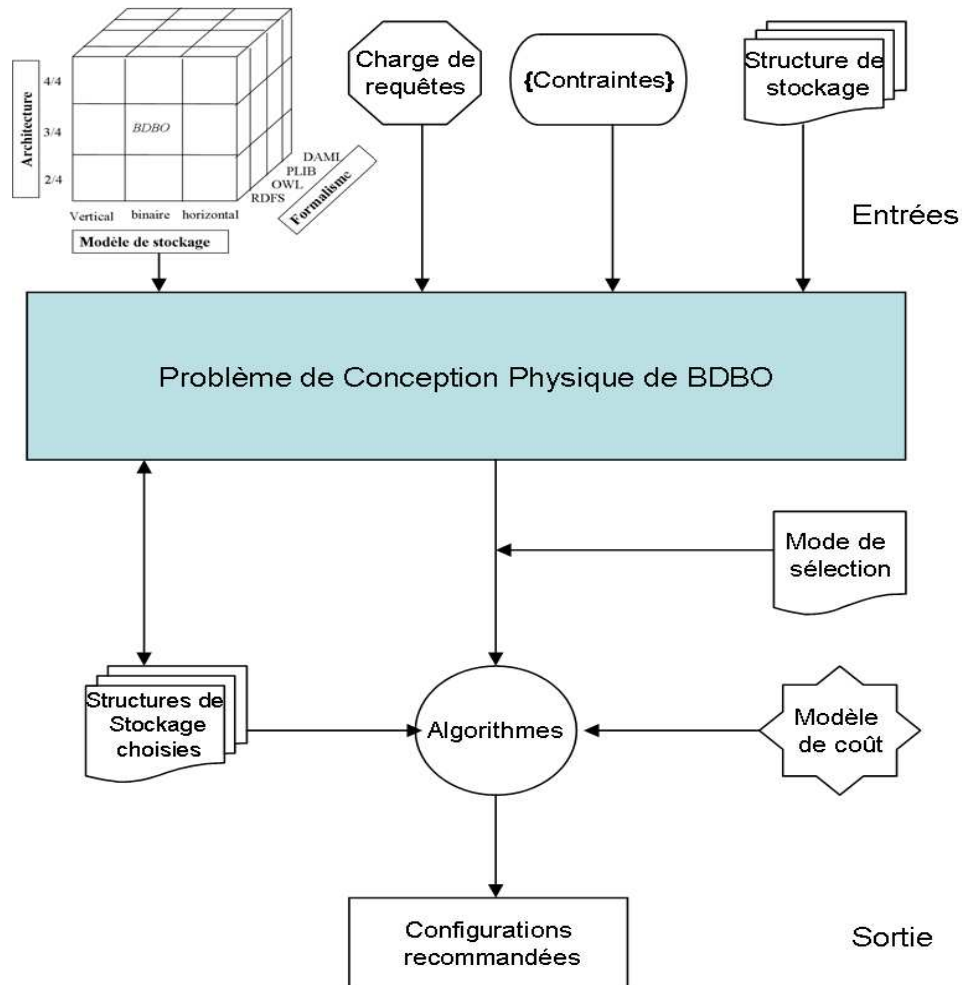 Architecture
4/4
3/4
2/4
BDBO
Vertical binaire horizontal
Modèle de stockage
RDFS
OWL
PLIB
DAML
Formalisme
Charge de
requêtes
{Contraintes}
Structure de
stockage
Entrées
Problème de Conception Physique de BDBO
Mode de
sélection
Structures de
Stockage
choisies
Algorithmes
Modèle
de coût
Configurations
recommandées
Sortie